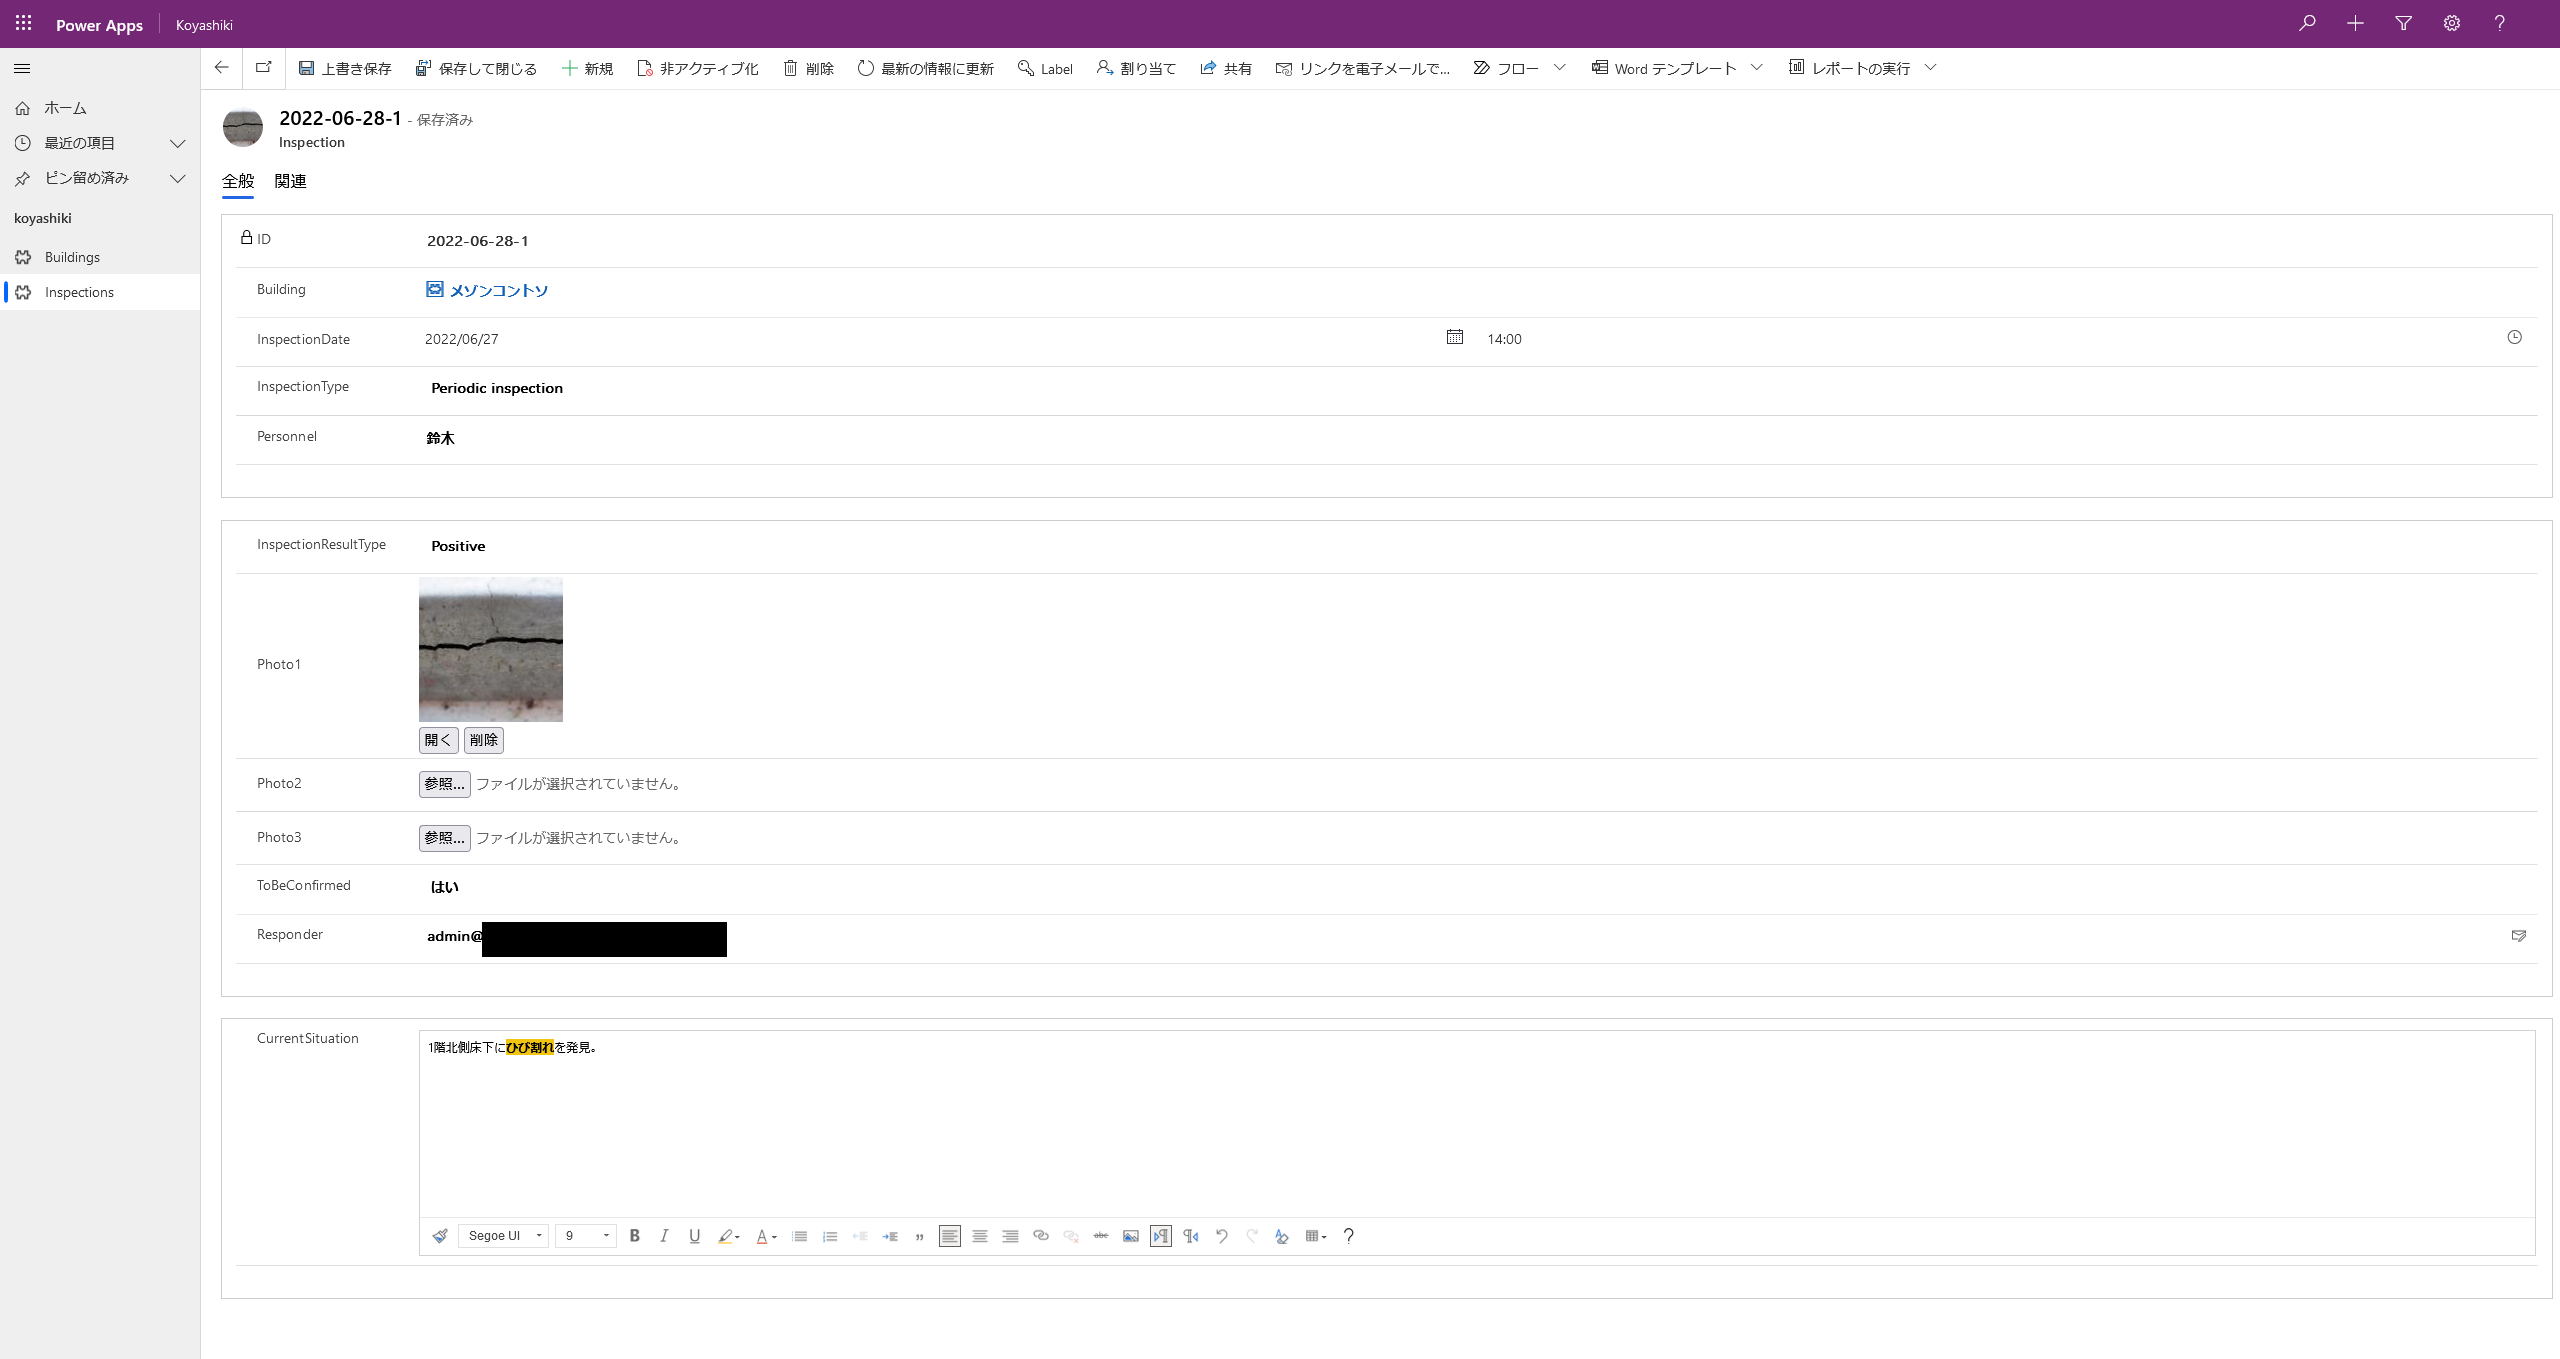 Power Apps
Koyashiki
上書き保存
保存して閉じる
新規
非アクティブ化
削除
最新の情報に更新
Label
割り当て
共有
リンクを電子メールで...
フロー
Word テンプレート
レポートの実行
ホーム
最近の項目
ピン留め済み
koyashiki
Buildings
Inspections
2022-06-28-1 - 保存済み
Inspection
全般 関連
ID 2022-06-28-1
Building メゾンコントソ
InspectionDate 2022/06/27 14:00
InspectionType Periodic inspection
Personnel 鈴木
InspectionResultType Positive
Photo1
開く 削除
Photo2 参照... ファイルが選択されていません。
Photo3 参照... ファイルが選択されていません。
ToBeConfirmed はい
Responder admin@
CurrentSituation
1階北側床下にひび割れを発見。
Segoe UI 9 B I U A abc ?